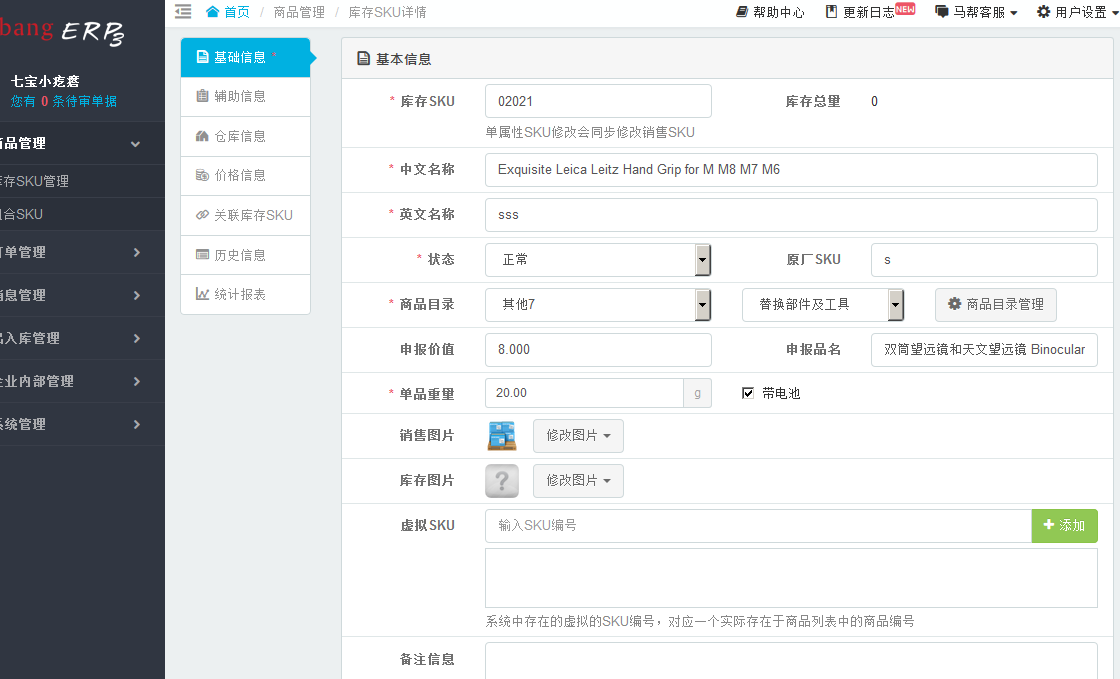 bang ERP3
首页 / 商品管理 / 库存SKU详情
帮助中心
更新日志 NEW
马帮客服
用户设置
七宝小疙瘩
您有 0 条待审单据
品管理
存SKU管理
合SKU
单管理
息管理
入库管理
业内部管理
统管理
基础信息 *
辅助信息
仓库信息
价格信息
关联库存SKU
历史信息
统计报表
基本信息
* 库存SKU 02021 库存总量 0
单属性SKU修改会同步修改销售SKU
* 中文名称 Exquisite Leica Leitz Hand Grip for M M8 M7 M6
* 英文名称 sss
* 状态 正常 原厂SKU s
* 商品目录 其他7 替换部件及工具 商品目录管理
申报价值 8.000 申报品名 双筒望远镜和天文望远镜 Binocular
* 单品重量 20.00 g 带电池
销售图片 修改图片
库存图片 ? 修改图片
虚拟SKU 输入SKU编号 添加
系统中存在的虚拟的SKU编号，对应一个实际存在于商品列表中的商品编号
备注信息